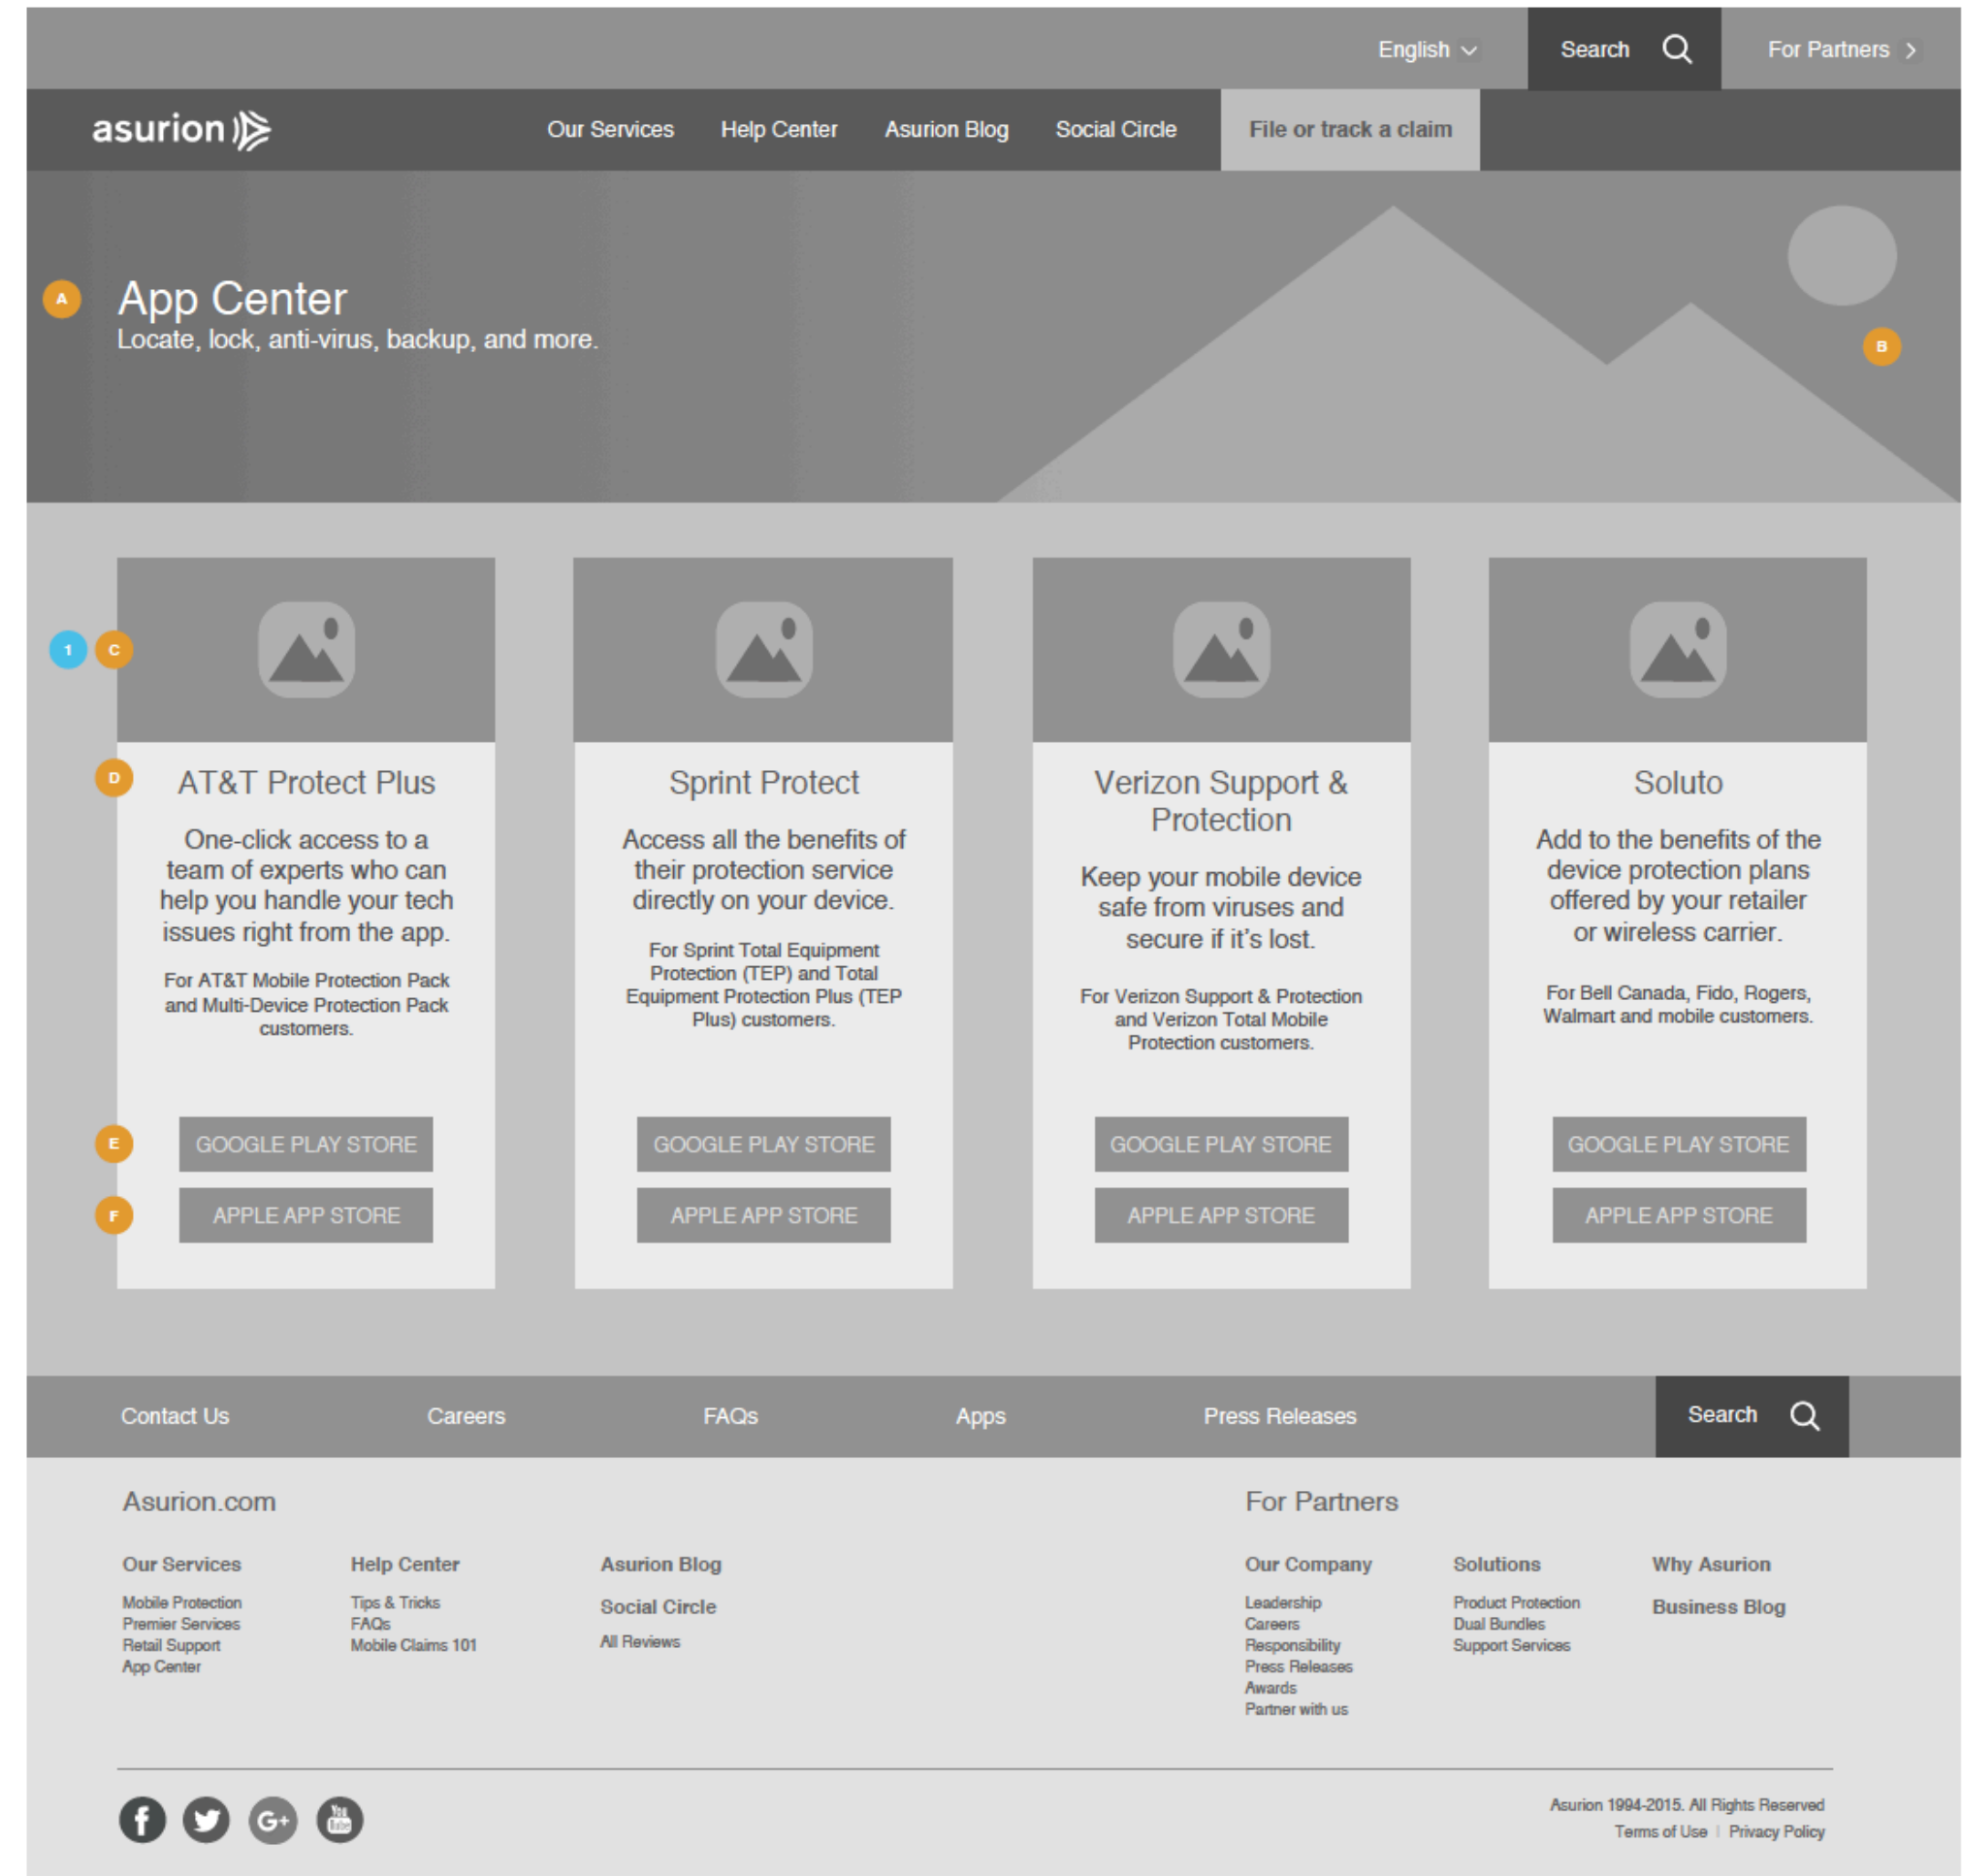 English
Search
For Partners
asurion
Our Services
Help Center
Asurion Blog
Social Circle
File or track a claim
A
App Center
Locate, lock, anti-virus, backup, and more.
B
1
C
D
AT&T Protect Plus
One-click access to a
team of experts who can
help you handle your tech
issues right from the app.
For AT&T Mobile Protection Pack
and Multi-Device Protection Pack
customers.
E
GOOGLE PLAY STORE
F
APPLE APP STORE
Sprint Protect
Access all the benefits of
their protection service
directly on your device.
For Sprint Total Equipment
Protection (TEP) and Total
Equipment Protection Plus (TEP
Plus) customers.
GOOGLE PLAY STORE
APPLE APP STORE
Verizon Support &
Protection
Keep your mobile device
safe from viruses and
secure if it's lost.
For Verizon Support & Protection
and Verizon Total Mobile
Protection customers.
GOOGLE PLAY STORE
APPLE APP STORE
Soluto
Add to the benefits of the
device protection plans
offered by your retailer
or wireless carrier.
For Bell Canada, Fido, Rogers,
Walmart and mobile customers.
GOOGLE PLAY STORE
APPLE APP STORE
Contact Us
Careers
FAQs
Apps
Press Releases
Search
Asurion.com
Our Services
Mobile Protection
Premier Services
Retail Support
App Center
Help Center
Tips & Tricks
FAQs
Mobile Claims 101
Asurion Blog
Social Circle
All Reviews
For Partners
Our Company
Leadership
Careers
Responsibility
Press Releases
Awards
Partner with us
Solutions
Product Protection
Dual Bundles
Support Services
Why Asurion
Business Blog
f
G+
You
Tube
Asurion 1994-2015. All Rights Reserved
Terms of Use | Privacy Policy